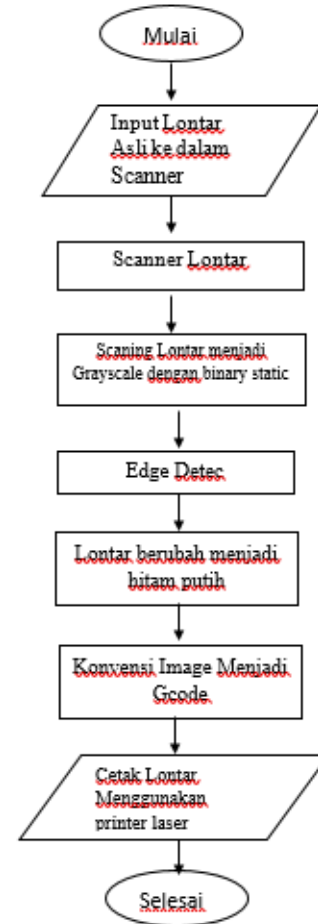 Mulai
Input Lontar
Asli ke dalam
Scanner
Scanner Lontar
Scaning Lontar menjadi
Grayscale dengan binary static
Edge Detec
Lontar berubah menjadi
hitam putih
Konvensi Image Menjadi
Gcode
Cetak Lontar
Menggunakan
printer laser
Selesai